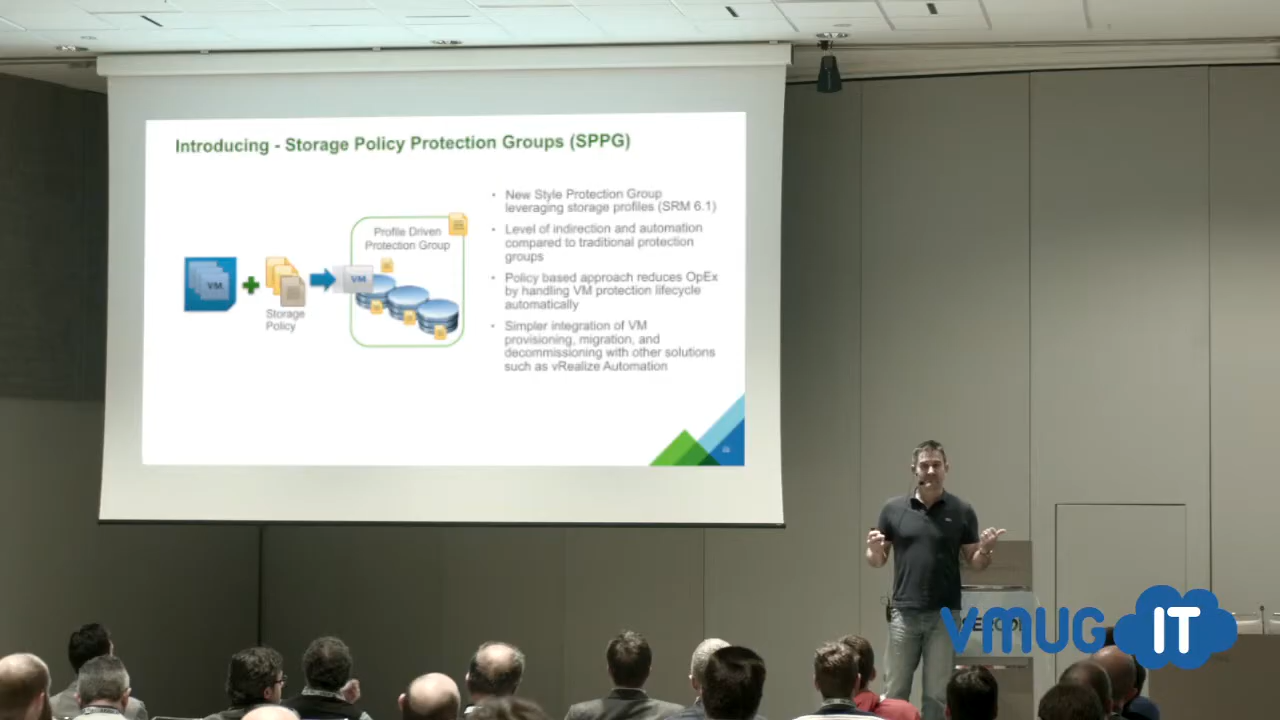 Introducing - Storage Policy Protection Groups (SPPG)
• New Style Protection Group
leveraging storage profiles (SRM 6.1)
• Level of indirection and automation
compared to traditional protection
groups
• Policy based approach reduces OpEx
by handling VM protection lifecycle
automatically
• Simpler integration of VM
provisioning, migration, and
decommissioning with other solutions
such as vRealize Automation
Profile Driven
Protection Group
VM
VM
Storage
Policy
vmUG IT